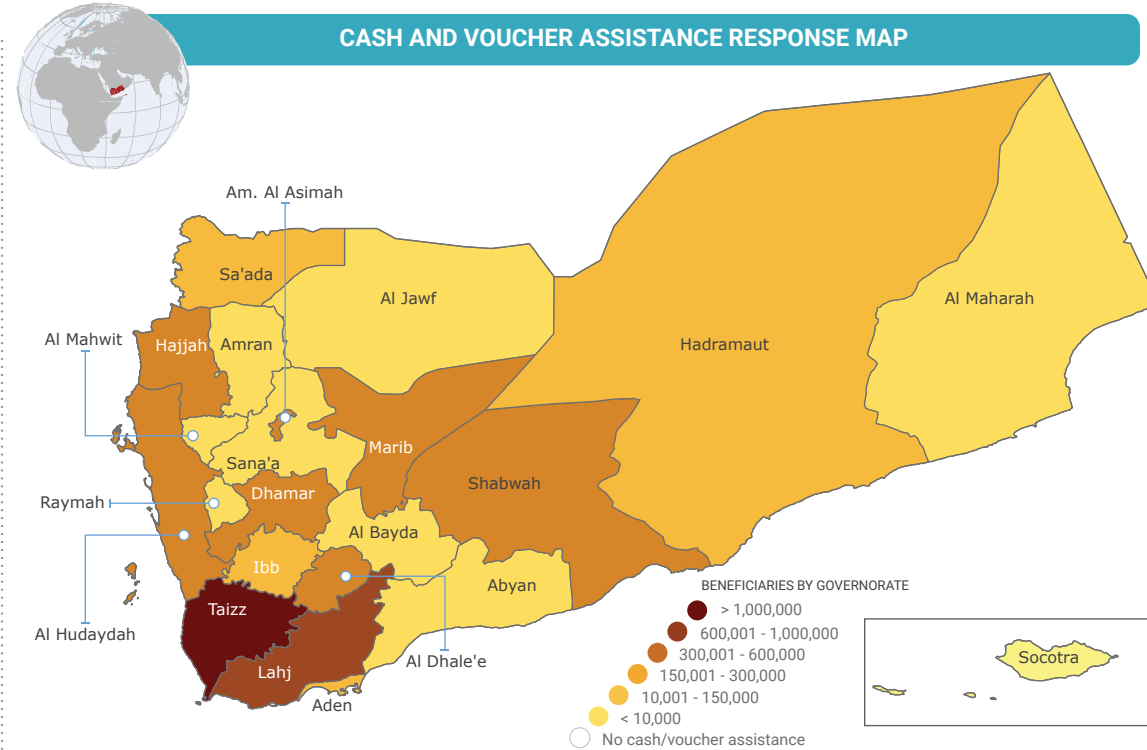 CASH AND VOUCHER ASSISTANCE RESPONSE MAP
Am. Al Asimah
Sa'ada
Al Jawf
Al Maharah
Al Mahwit
Hajjah
Amran
Hadramaut
Marib
Sana'a
Shabwah
Dhamar
Raymah
Al Bayda
Ibb
Abyan
Taizz
Al Hudaydah
Al Dhale'e
Lahj
Aden
BENEFICIARIES BY GOVERNORATE
> 1,000,000
600,001 - 1,000,000
300,001 - 600,000
150,001 - 300,000
10,001 - 150,000
< 10,000
No cash/voucher assistance
Socotra